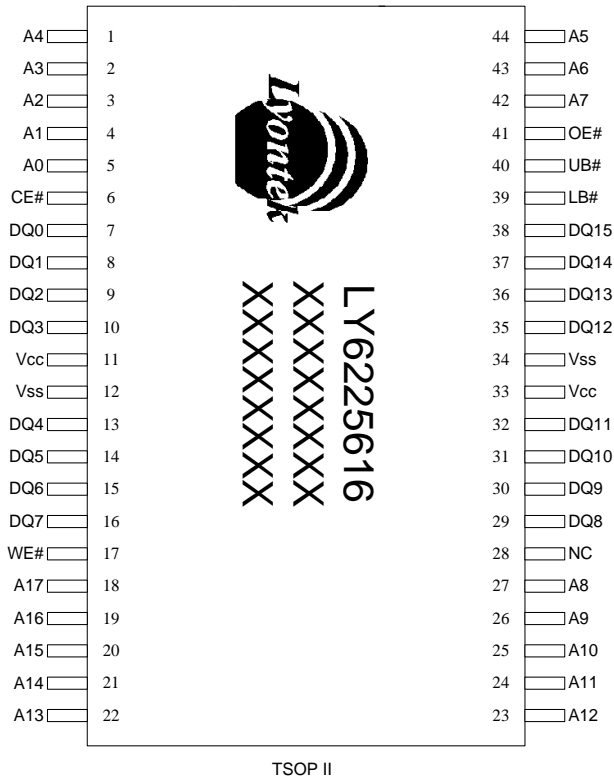 A4 1 44 A5
A3 2 43 A6
A2 3 42 A7
A1 4 41 OE#
A0 5 40 UB#
CE# 6 39 LB#
DQ0 7 38 DQ15
DQ1 8 37 DQ14
DQ2 9 36 DQ13
DQ3 10 35 DQ12
Vcc 11 34 Vss
Vss 12 33 Vcc
DQ4 13 32 DQ11
DQ5 14 31 DQ10
DQ6 15 30 DQ9
DQ7 16 29 DQ8
WE# 17 28 NC
A17 18 27 A8
A16 19 26 A9
A15 20 25 A10
A14 21 24 A11
A13 22 23 A12
Lyontek
LY6225616
XXXXXXXX
XXXXXXXX
TSOP II